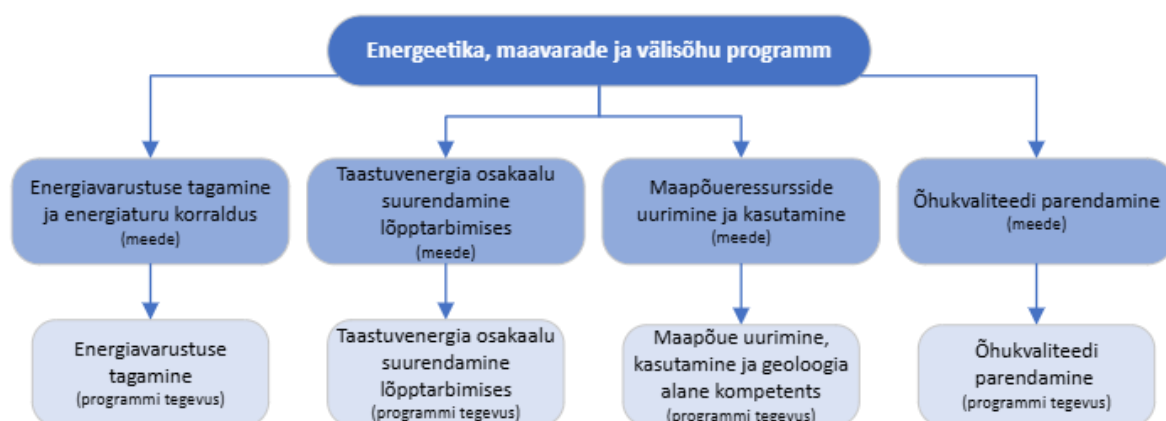 Energeetika, maavarade ja välisõhu programm
Energiavarustuse tagamine
ja energiaturu korraldus
(meede)
Taastuvenergia osakaalu
suurendamine
lõpptarbimises
(meede)
Maapõueressursside
uurimine ja kasutamine
(meede)
Õhukvaliteedi parendamine
(meede)
Energiavarustuse
tagamine
(programmi tegevus)
Taastuvenergia osakaalu
suurendamine
lõpptarbimises
(programmi tegevus)
Maapõue uurimine,
kasutamine ja geoloogia
alane kompetents
(programmi tegevus)
Õhukvaliteedi
parendamine
(programmi tegevus)